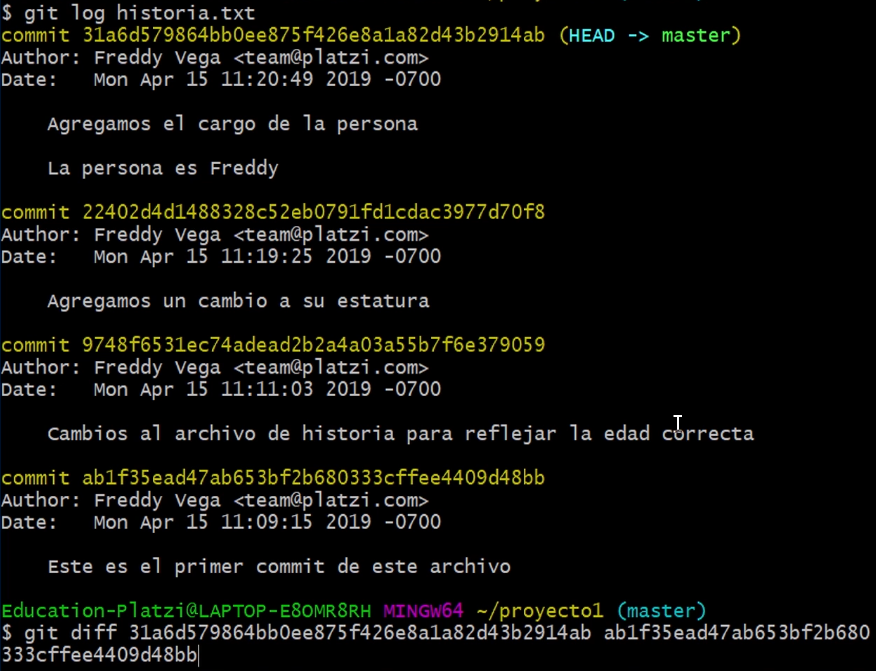 $ git log historia.txt
commit 31a6d579864bb0ee875f426e8a1a82d43b2914ab (HEAD -> master)
Author: Freddy Vega <team@platzi.com>
Date:   Mon Apr 15 11:20:49 2019 -0700
    Agregamos el cargo de la persona
    La persona es Freddy
commit 22402d4d1488328c52eb0791fd1cdac3977d70f8
Author: Freddy Vega <team@platzi.com>
Date:   Mon Apr 15 11:19:25 2019 -0700
    Agregamos un cambio a su estatura
commit 9748f6531ec74adead2b2a4a03a55b7f6e379059
Author: Freddy Vega <team@platzi.com>
Date:   Mon Apr 15 11:11:03 2019 -0700
    Cambios al archivo de historia para reflejar la edad correcta
commit ab1f35ead47ab653bf2b680333cffee4409d48bb
Author: Freddy Vega <team@platzi.com>
Date:   Mon Apr 15 11:09:15 2019 -0700
    Este es el primer commit de este archivo
Education-Platzi@LAPTOP-E8OMR8RH MINGW64 ~/proyecto1 (master)
$ git diff 31a6d579864bb0ee875f426e8a1a82d43b2914ab ab1f35ead47ab653bf2b680
333cffee4409d48bb